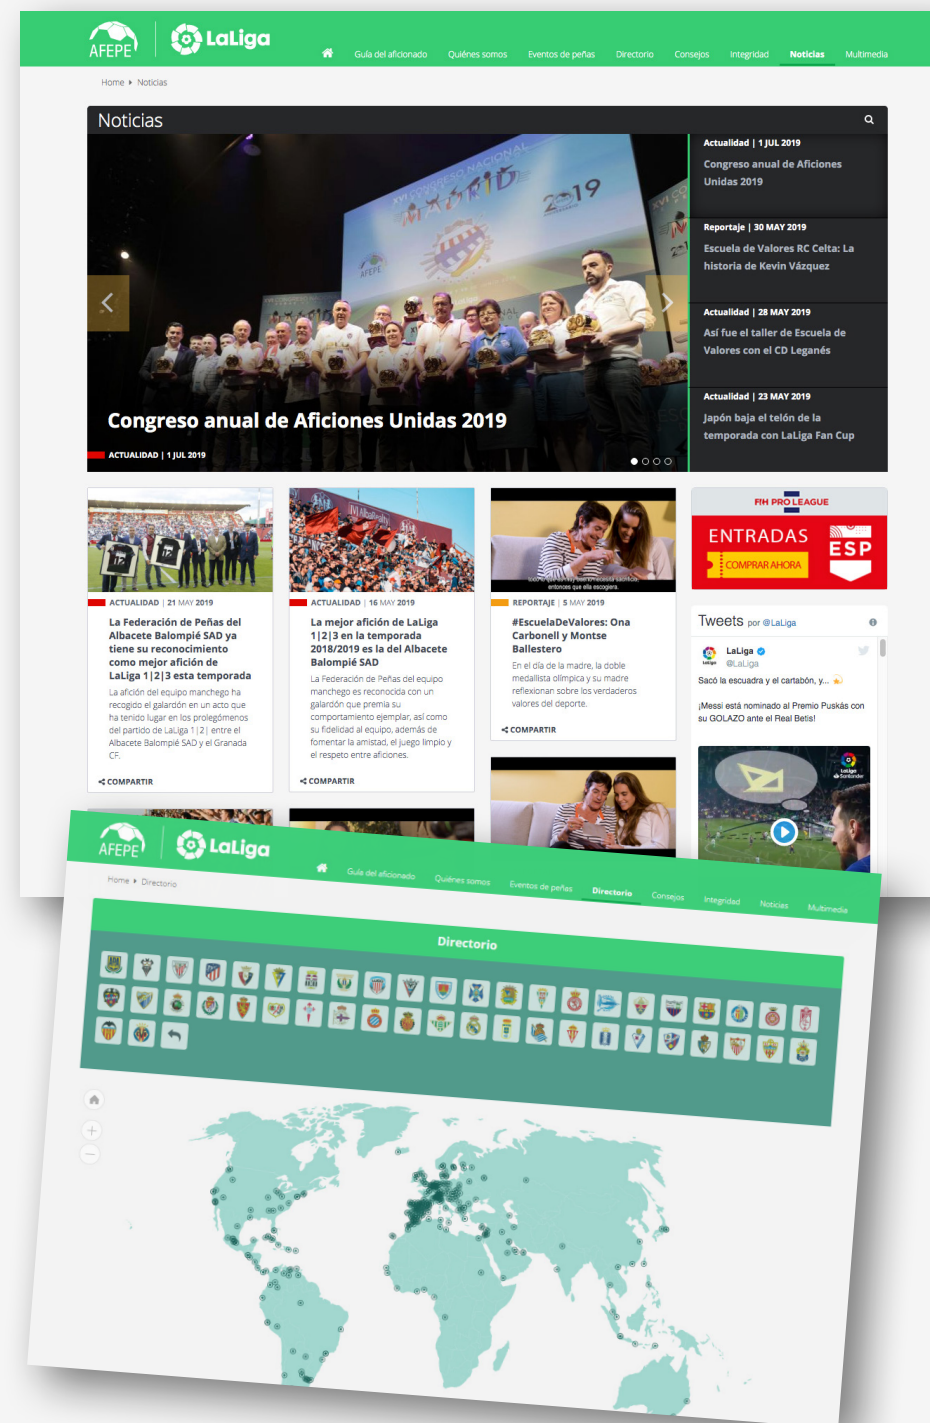 AFEPE
LaLiga
Guía del aficionado Quiénes somos Eventos de peñas Directorio Consejos Integridad Noticias Multimedia
Home Noticias
Noticias
XVI CONGRESO NACIONAL
MADRID
2019
AFEPE
Congreso anual de Aficiones Unidas 2019
ACTUALIDAD | 1 JUL 2019
Actualidad | 1 JUL 2019
Congreso anual de Aficiones
Unidas 2019
Reportaje | 30 MAY 2019
Escuela de Valores RC Celta: La
historia de Kevin Vázquez
Actualidad | 28 MAY 2019
Así fue el taller de Escuela de
Valores con el CD Leganés
Actualidad | 23 MAY 2019
Japón baja el telón de la
temporada con LaLiga Fan Cup
ACTUALIDAD | 21 MAY 2019
La Federación de Peñas del
Albacete Balompié SAD ya
tiene su reconocimiento
como mejor afición de
LaLiga 1|2|3 esta temporada
La afición del equipo manchego ha
recogido el galardón en un acto que
ha tenido lugar en los prolegómenos
del partido de LaLiga 1|2| entre el
Albacete Balompié SAD y el Granada
CF.
COMPARTIR
ACTUALIDAD | 16 MAY 2019
La mejor afición de LaLiga
1|2|3 en la temporada
2018/2019 es la del Albacete
Balompié SAD
La Federación de Peñas del equipo
manchego es reconocida con un
galardón que premia su
comportamiento ejemplar, así como
su fidelidad al equipo, además de
fomentar la amistad, el juego limpio y
el respeto entre aficiones.
COMPARTIR
entonces que ella escogiera.
REPORTAJE | 5 MAY 2019
#EscuelaDeValores: Ona
Carbonell y Montse
Ballestero
En el día de la madre, la doble
medallista olímpica y su madre
reflexionan sobre los verdaderos
valores del deporte.
COMPARTIR
FIH PRO LEAGUE
ENTRADAS
COMPRAR AHORA
ESP
Tweets por @LaLiga
LaLiga
@LaLiga
Sacó la escuadra y el cartabón, y...
¡Messi está nominado al Premio Puskás con
su GOLAZO ante el Real Betis!
LaLiga
Santander
AFEPE
LaLiga
Guía del aficionado Quiénes somos Eventos de peñas Directorio Consejos Integridad Noticias Multimedia
Home Directorio
Directorio